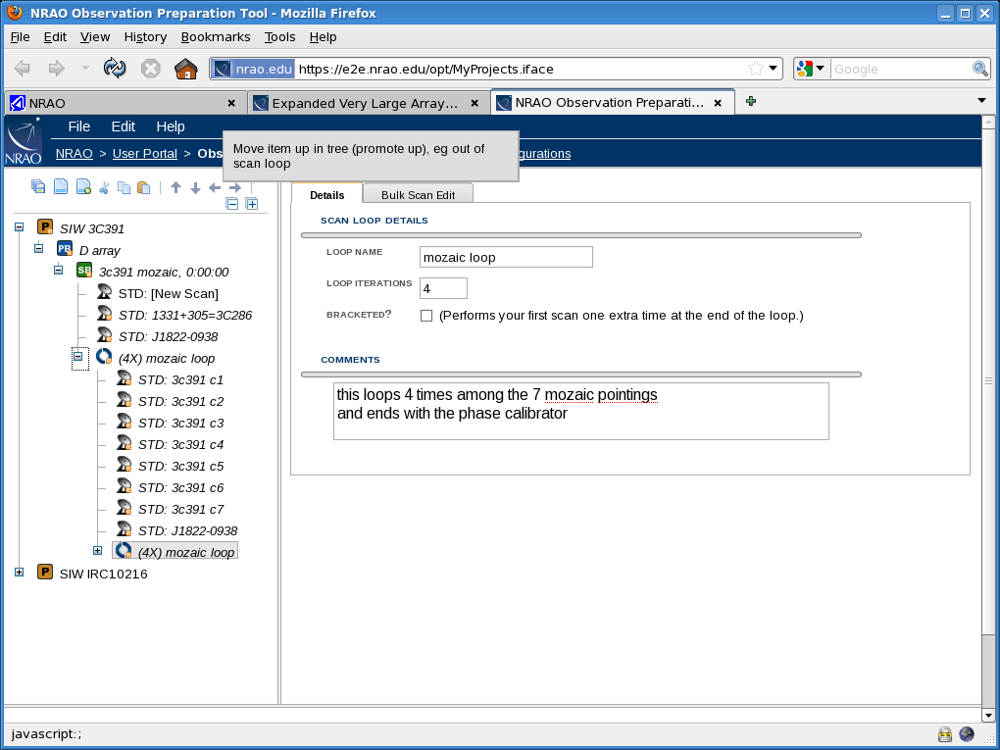 NRAO Observation Preparation Tool - Mozilla Firefox
File Edit View History Bookmarks Tools Help
nrao.edu https://e2e.nrao.edu/opt/MyProjects.iface
Google
NRAO
Expanded Very Large Array...
NRAO Observation Preparati...
NRAO
File Edit Help
NRAO > User Portal > Obs
gurations
Move item up in tree (promote up), eg out of
scan loop
Details
Bulk Scan Edit
P SIW 3C391
PB D array
SB 3c391 mozaic, 0:00:00
STD: [New Scan]
STD: 1331+305=3C286
STD: J1822-0938
(4X) mozaic loop
STD: 3c391 c1
STD: 3c391 c2
STD: 3c391 c3
STD: 3c391 c4
STD: 3c391 c5
STD: 3c391 c6
STD: 3c391 c7
STD: J1822-0938
(4X) mozaic loop
P SIW IRC10216
SCAN LOOP DETAILS
LOOP NAME mozaic loop
LOOP ITERATIONS 4
BRACKETED? (Performs your first scan one extra time at the end of the loop.)
COMMENTS
this loops 4 times among the 7 mozaic pointings
and ends with the phase calibrator
javascript:;